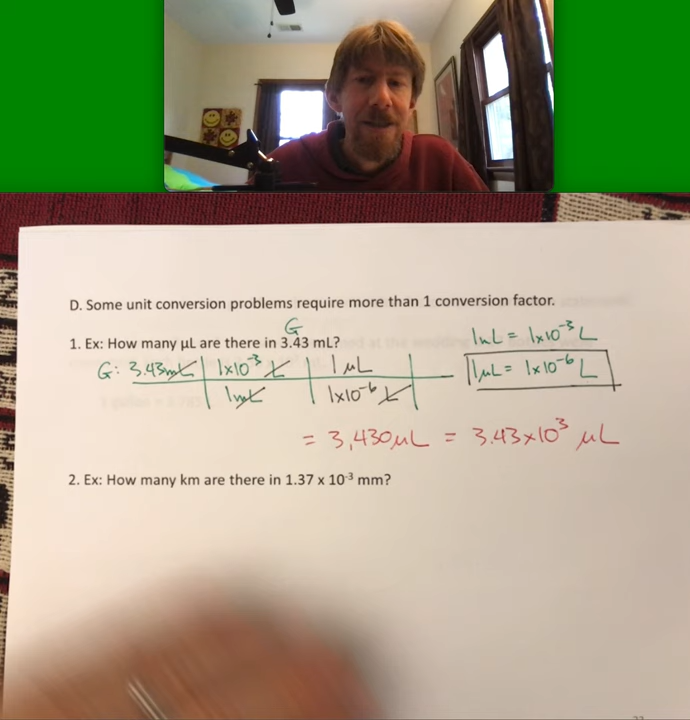 D. Some unit conversion problems require more than 1 conversion factor.
G
1. Ex: How many µL are there in 3.43 mL?
1mL = 1x10⁻³ L
G: 3.43mL | 1x10⁻³ L | 1 µL
1mL | 1x10⁻⁶ L
1µL = 1x10⁻⁶ L
= 3,430 µL = 3.43x10³ µL
2. Ex: How many km are there in 1.37 x 10⁻³ mm?